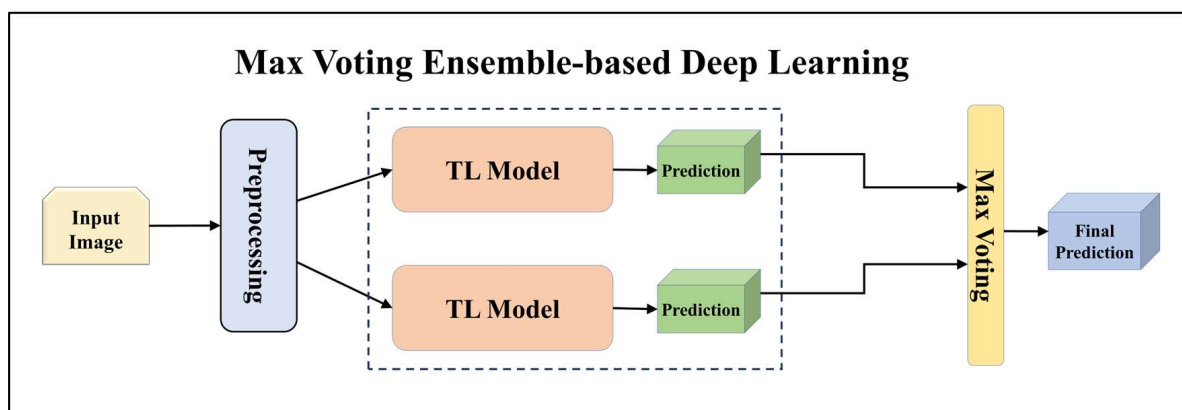 Max Voting Ensemble-based Deep Learning
Input
Image
Preprocessing
TL Model
Prediction
TL Model
Prediction
Max Voting
Final
Prediction